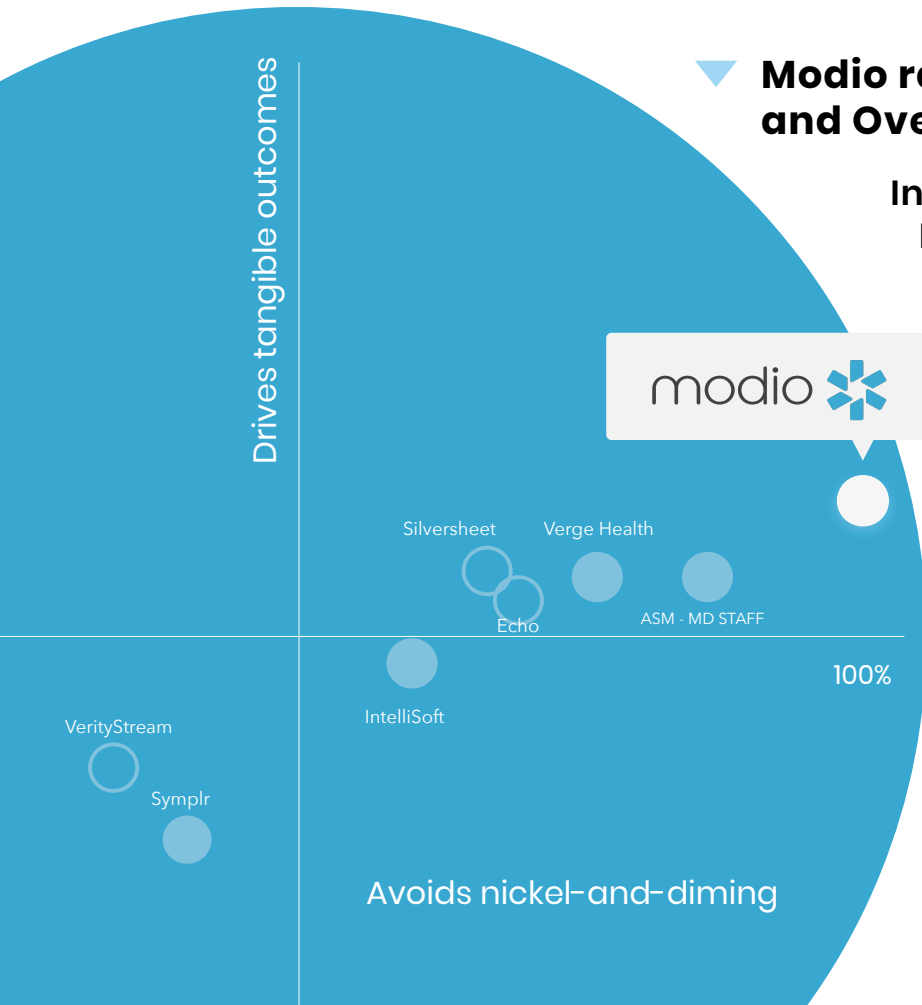 Modio
and
In
Drives tangible outcomes
modio
Silversheet
Verge Health
Echo
ASM - MD STAFF
100%
IntelliSoft
VerityStream
Symplr
Avoids nickel-and-diming